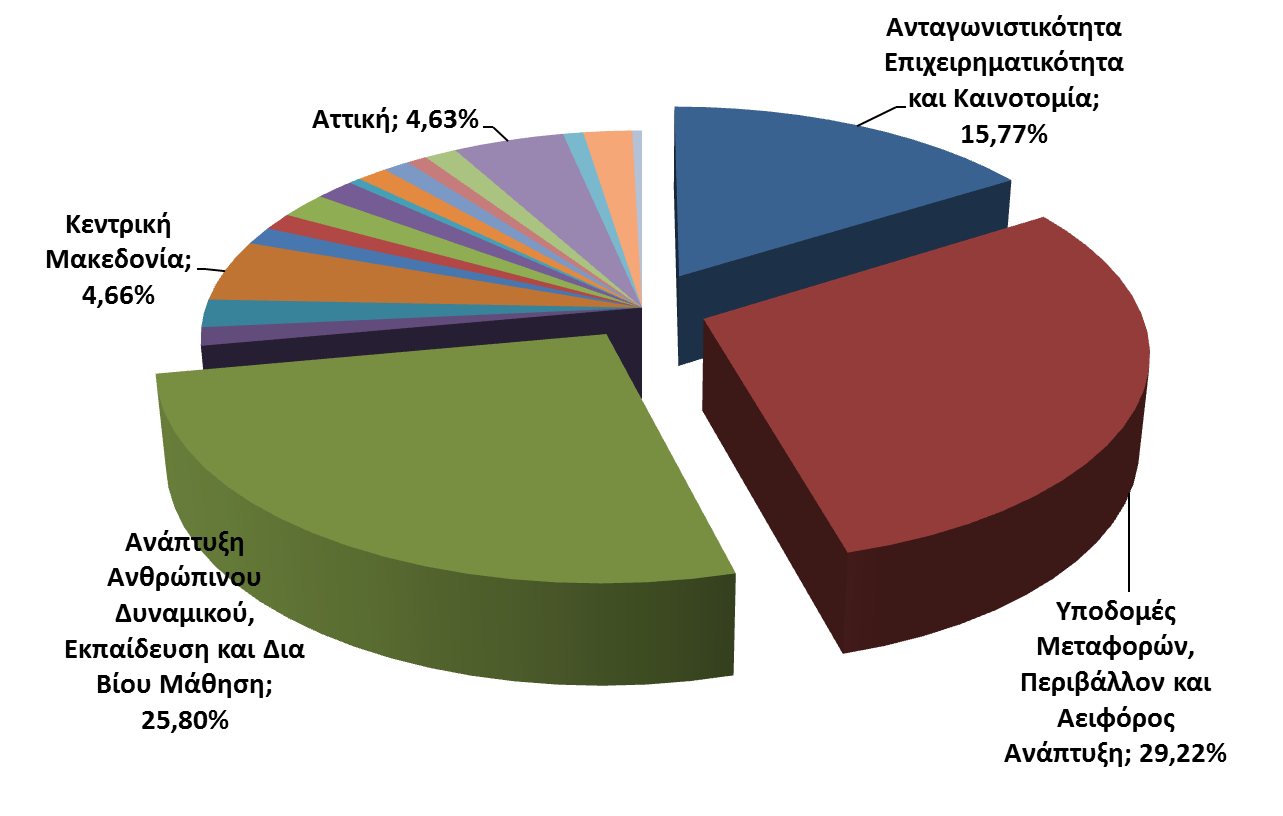 Ανταγωνιστικότητα
Επιχειρηματικότητα
και Καινοτομία;
15,77%
Αττική; 4,63%
Κεντρική
Μακεδονία;
4,66%
Ανάπτυξη
Ανθρώπινου
Δυναμικού,
Εκπαίδευση και Δια
Βίου Μάθηση;
25,80%
Υποδομές
Μεταφορών,
Περιβάλλον και
Αειφόρος
Ανάπτυξη; 29,22%